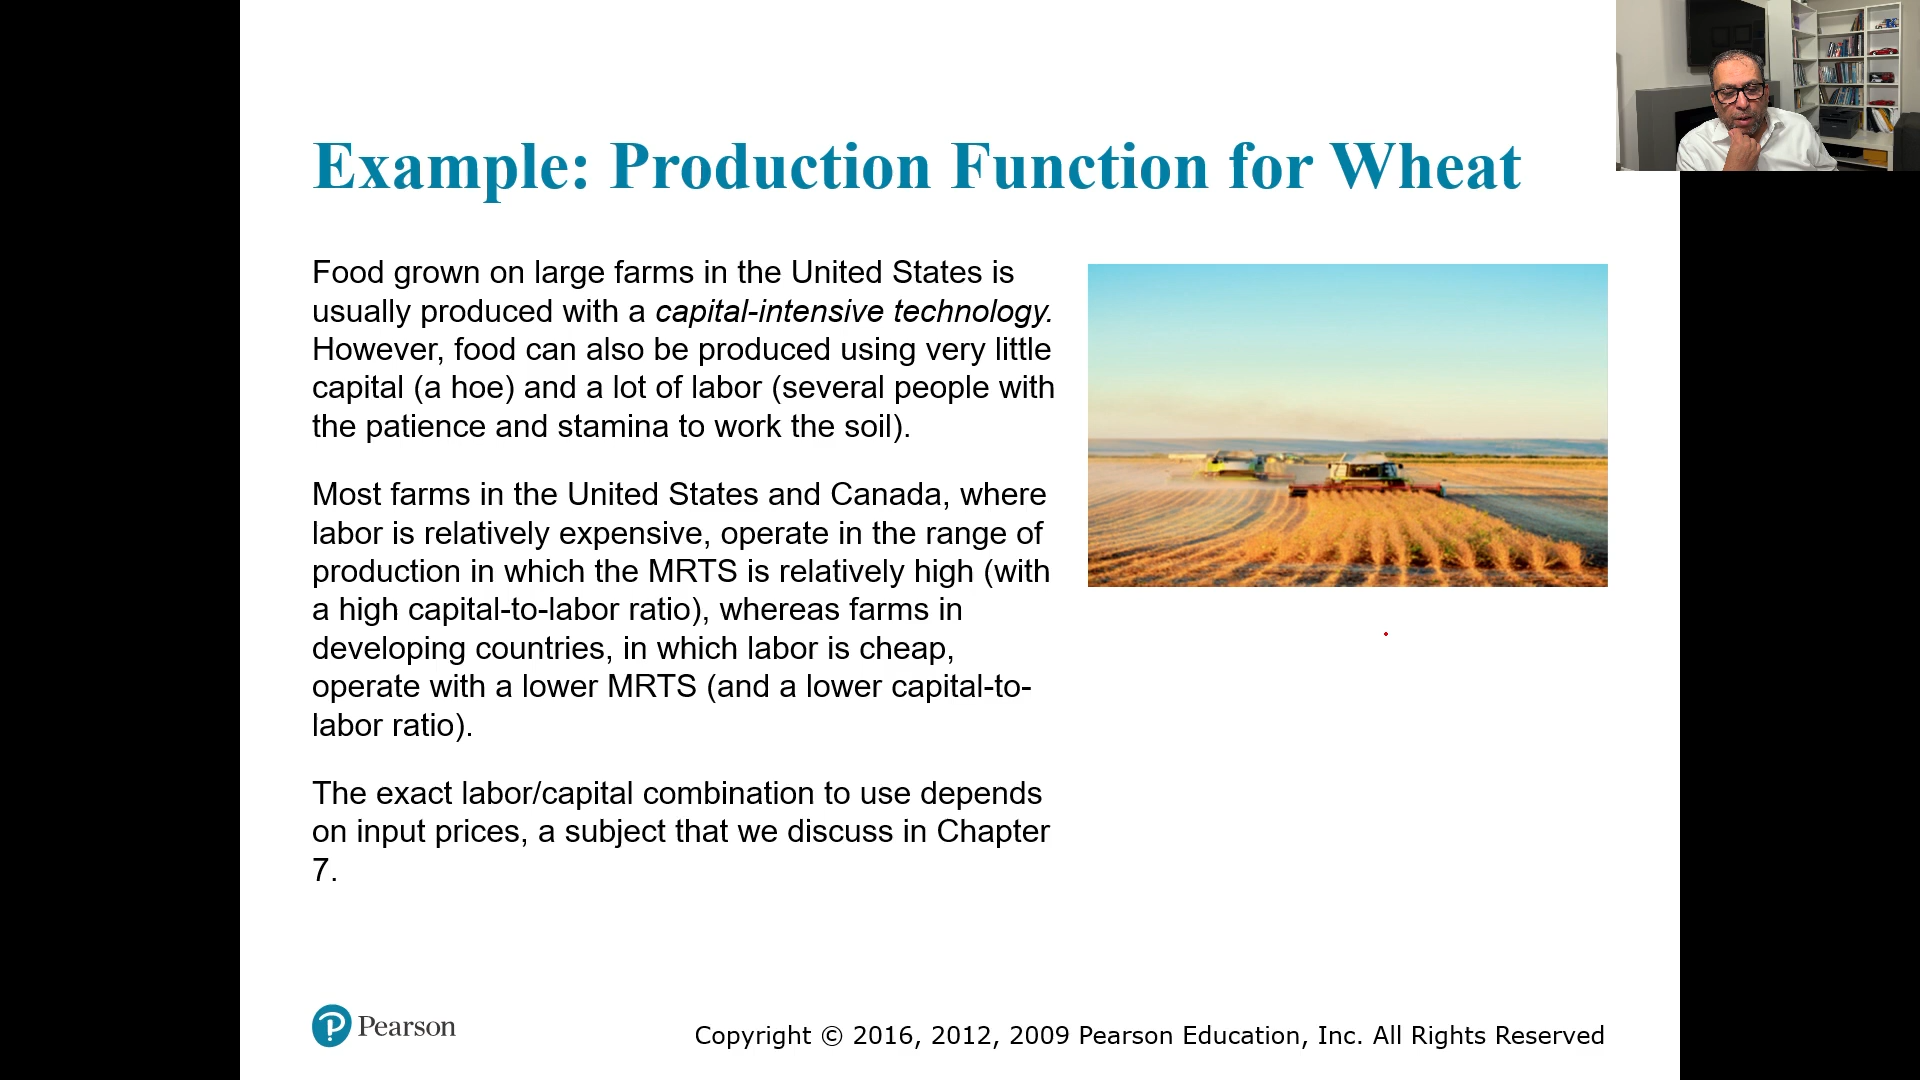 Example: Production Function for Wheat
Food grown on large farms in the United States is
usually produced with a capital-intensive technology.
However, food can also be produced using very little
capital (a hoe) and a lot of labor (several people with
the patience and stamina to work the soil).
Most farms in the United States and Canada, where
labor is relatively expensive, operate in the range of
production in which the MRTS is relatively high (with
a high capital-to-labor ratio), whereas farms in
developing countries, in which labor is cheap,
operate with a lower MRTS (and a lower capital-to-
labor ratio).
The exact labor/capital combination to use depends
on input prices, a subject that we discuss in Chapter
7.
Pearson
Copyright © 2016, 2012, 2009 Pearson Education, Inc. All Rights Reserved